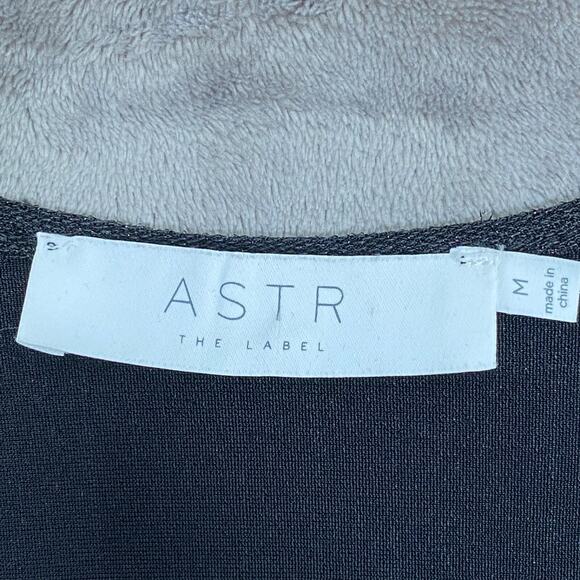 ASTR
THE LABEL
M
made in
china